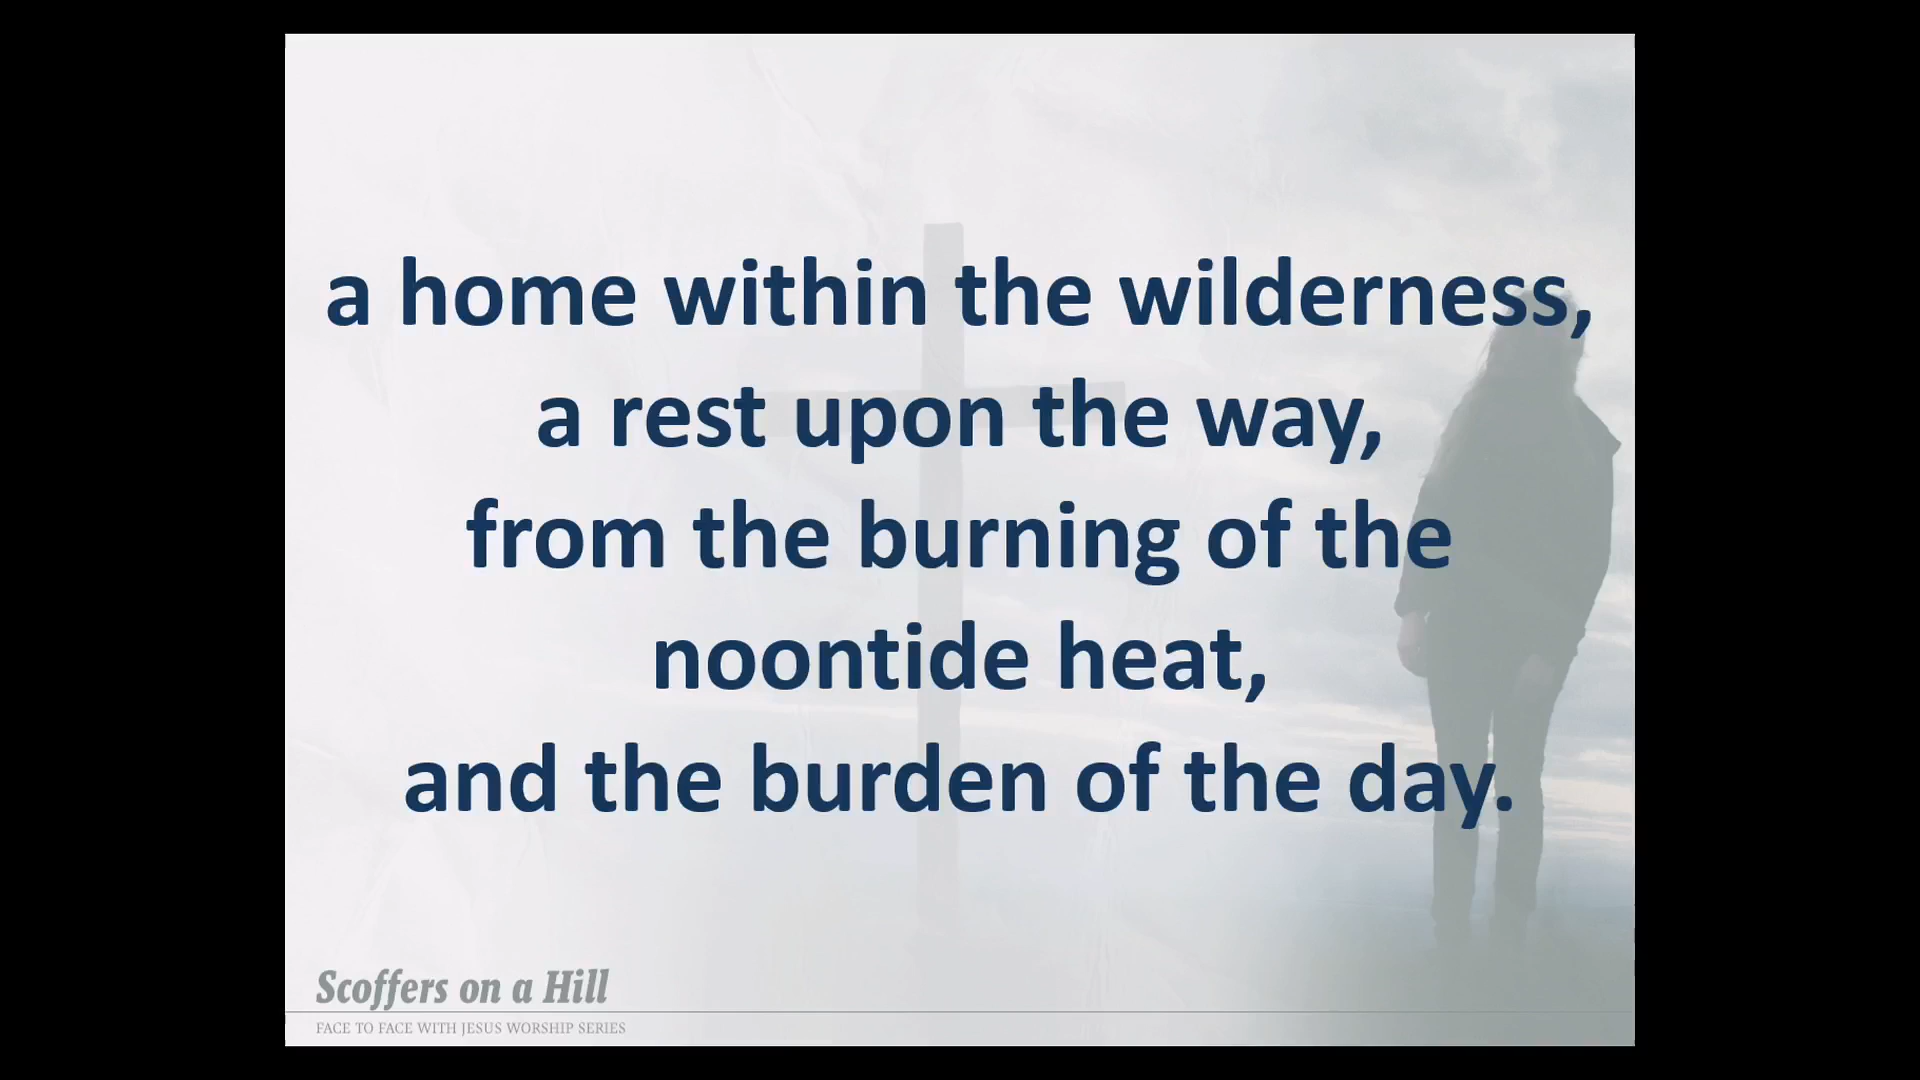 a home within the wilderness,
a rest upon the way,
from the burning of the
noontide heat,
and the burden of the day.
Scoffers on a Hill
FACE TO FACE WITH JESUS WORSHIP SERIES